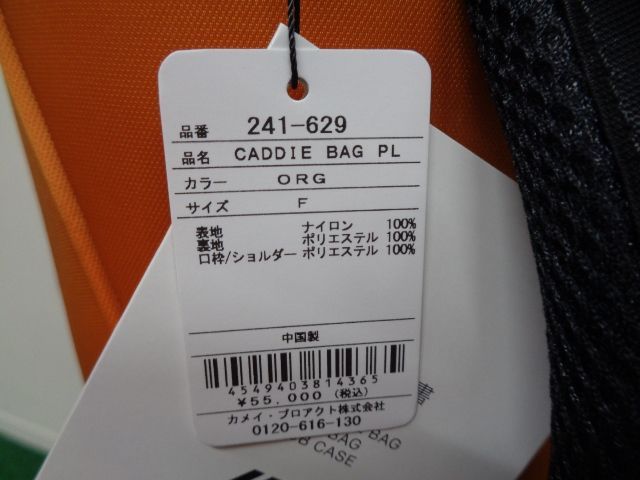 品番 241-629
品名 CADDIE BAG PL
カラー ORG
サイズ F
表地 ナイロン 100%
裏地 ポリエステル 100%
口枠/ショルダー ポリエステル 100%
中国製
4549403814365
¥55,000(税込)
カメイ・プロアクト株式会社
0120-616-130
書
BAG
BAG
CASE